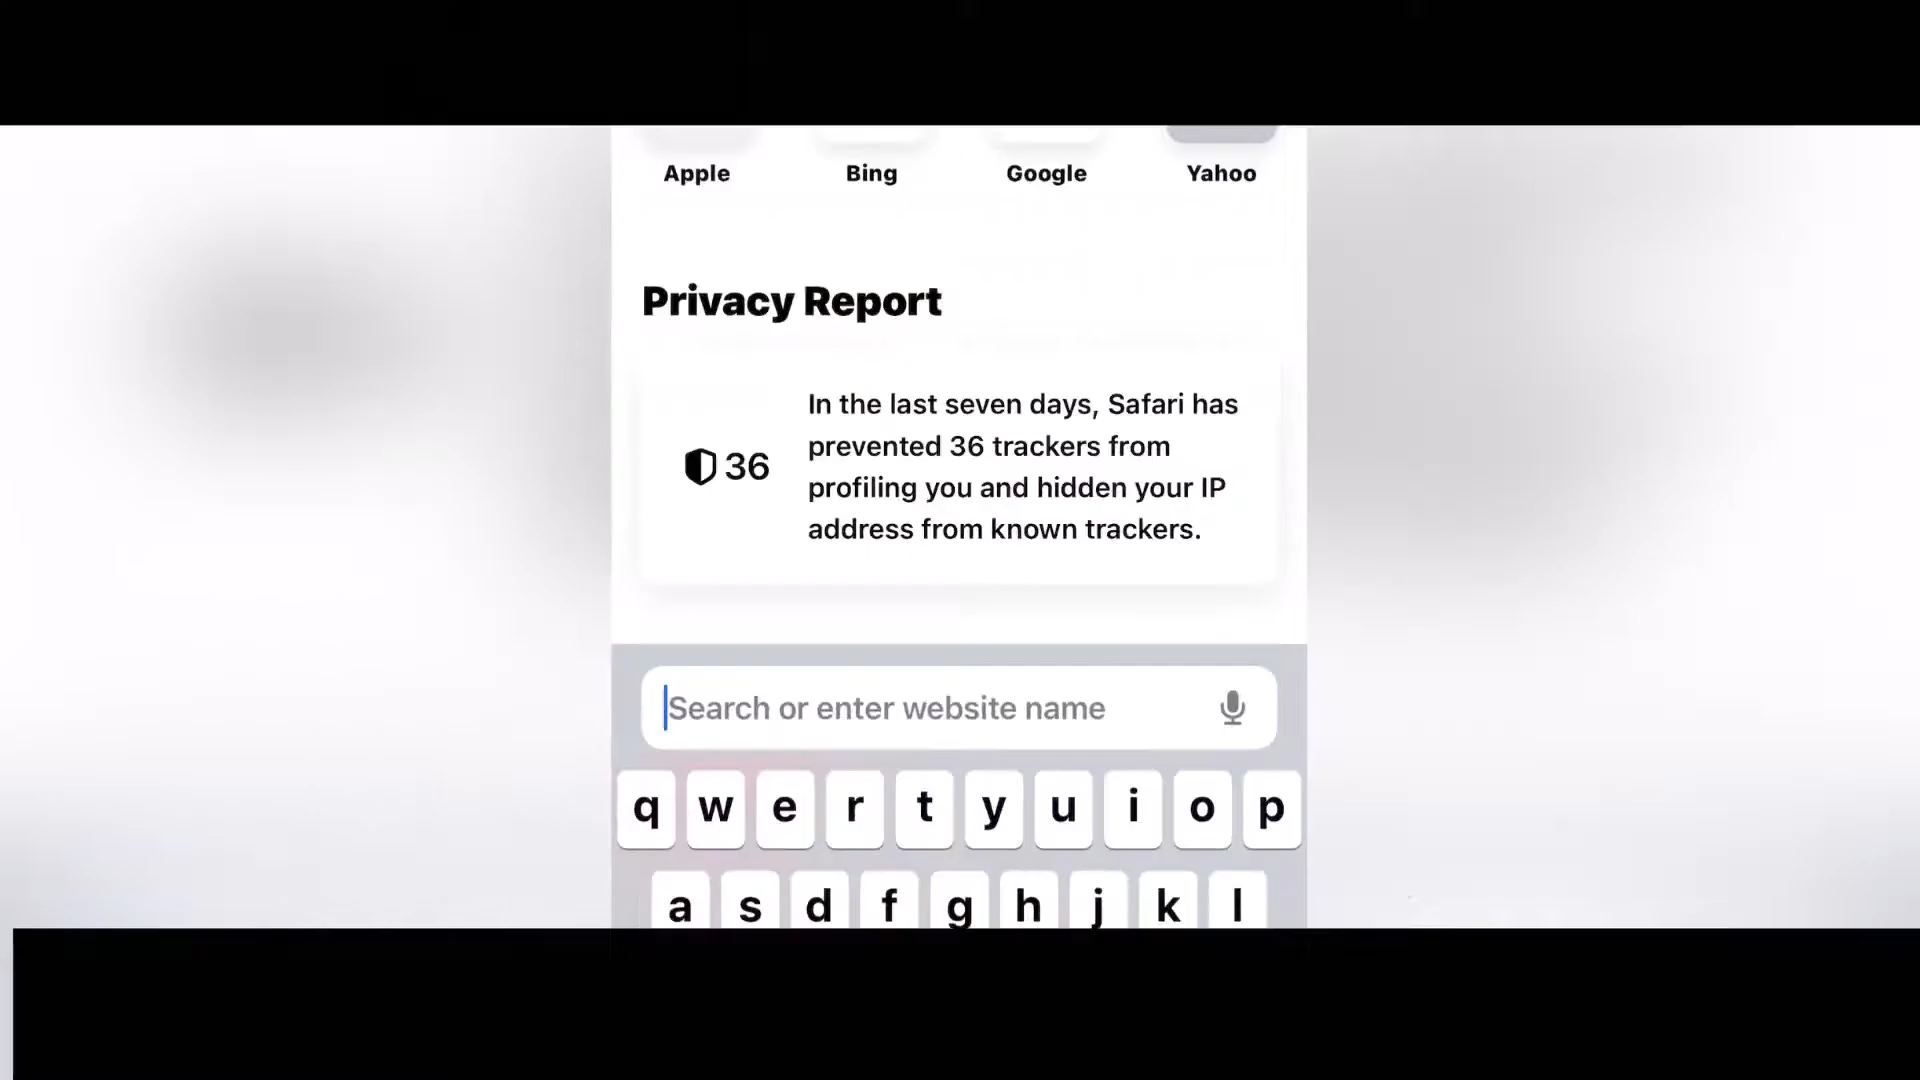 Apple Bing Google Yahoo
Privacy Report
36
In the last seven days, Safari has
prevented 36 trackers from
profiling you and hidden your IP
address from known trackers.
Search or enter website name
q w e r t y u i o p
a s d f g h j k l